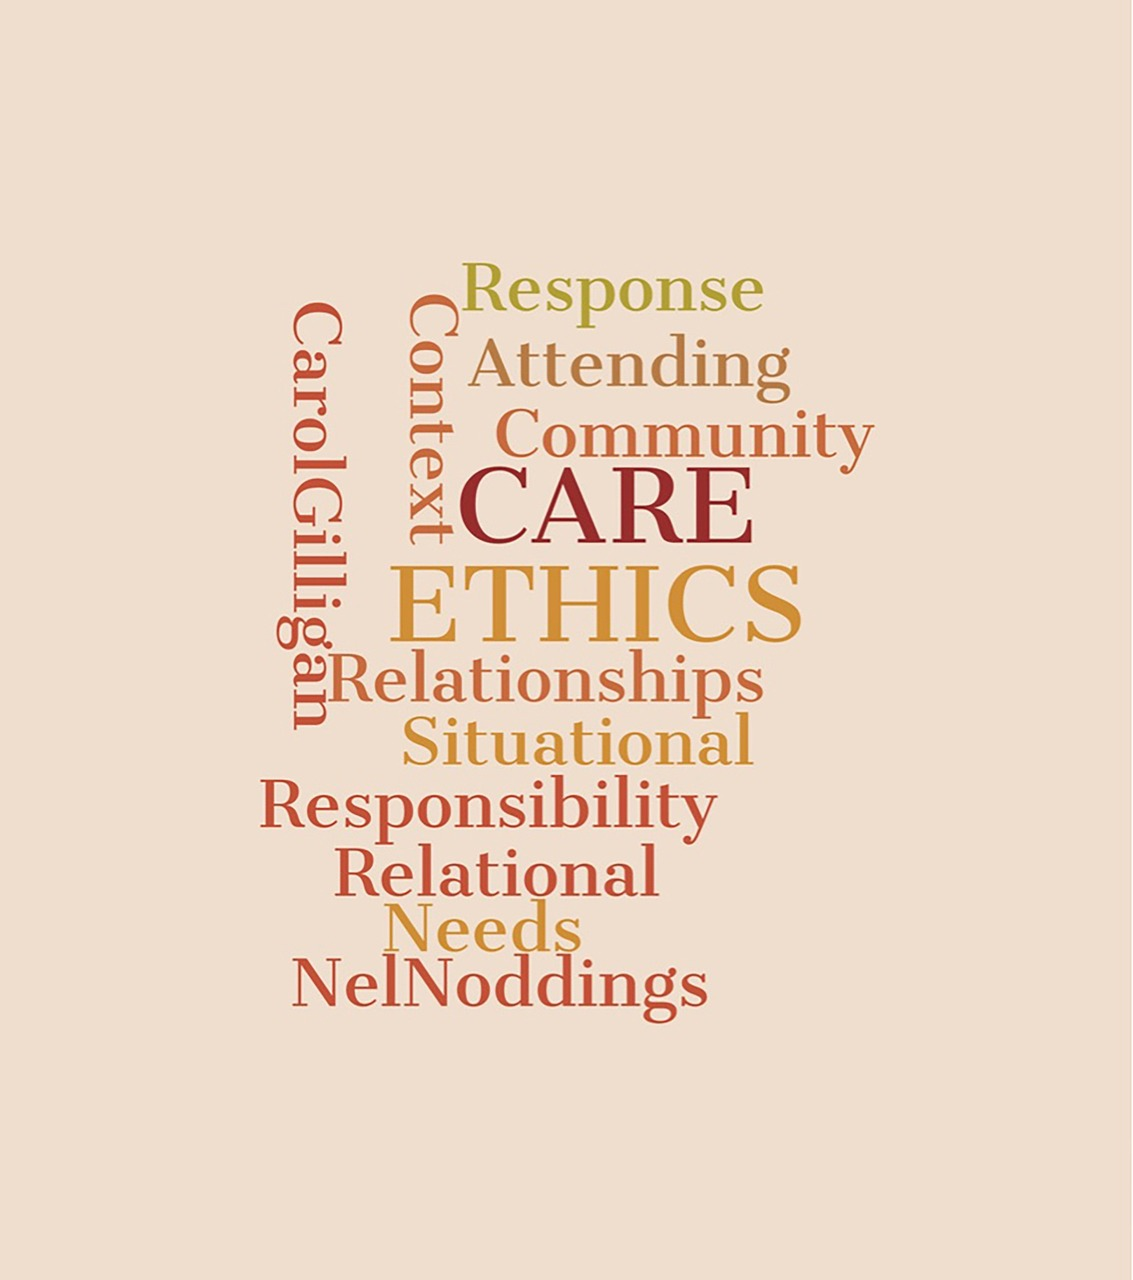 CarolGilligan
Context
Response
Attending
Community
CARE
ETHICS
Relationships
Situational
Responsibility
Relational
Needs
NelNoddings